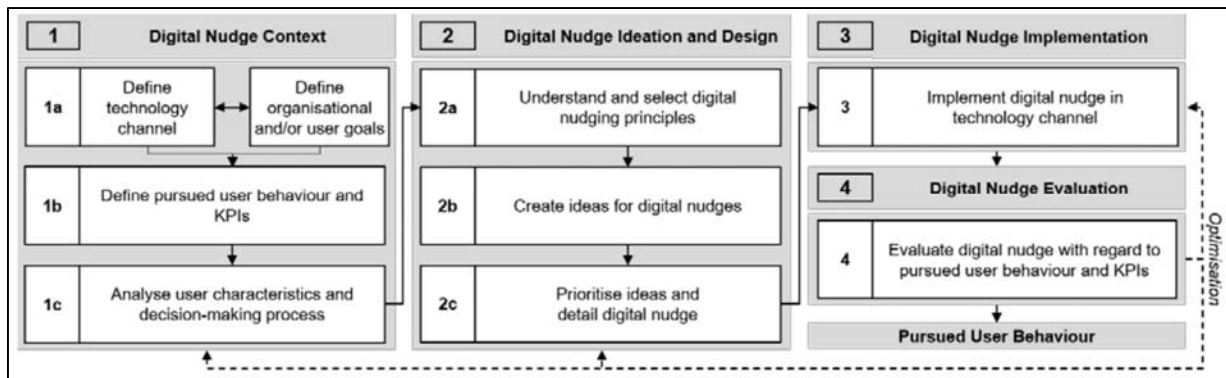 1
Digital Nudge Context
1a
Define
technology
channel
Define
organisational
and/or user goals
1b
Define pursued user behaviour and
KPIs
1c
Analyse user characteristics and
decision-making process
2
Digital Nudge Ideation and Design
2a
Understand and select digital
nudging principles
2b
Create ideas for digital nudges
2c
Prioritise ideas and
detail digital nudge
3
Digital Nudge Implementation
3
Implement digital nudge in
technology channel
4
Digital Nudge Evaluation
4
Evaluate digital nudge with regard to
pursued user behaviour and KPIs
Pursued User Behaviour
Optimisation